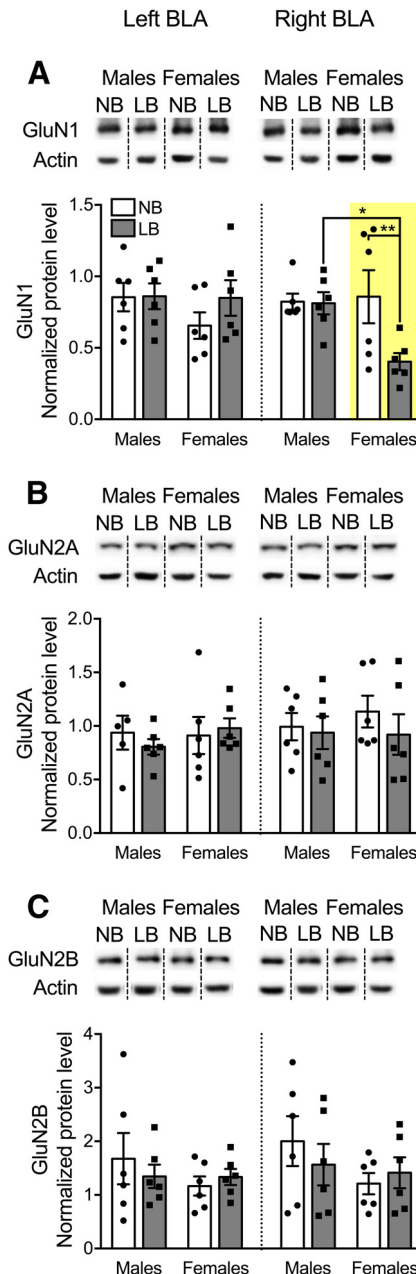 Left BLA Right BLA
A
Males Females Males Females
NB LB NB LB NB LB NB LB
GluN1
Actin
GluN1
Normalized protein level
1.5
1.0
0.5
0.0
NB
LB
*
**
Males Females Males Females
B
Males Females Males Females
NB LB NB LB NB LB NB LB
GluN2A
Actin
GluN2A
Normalized protein level
2.0
1.5
1.0
0.5
0.0
Males Females Males Females
C
Males Females Males Females
NB LB NB LB NB LB NB LB
GluN2B
Actin
GluN2B
Normalized protein level
4
3
2
1
0
Males Females Males Females